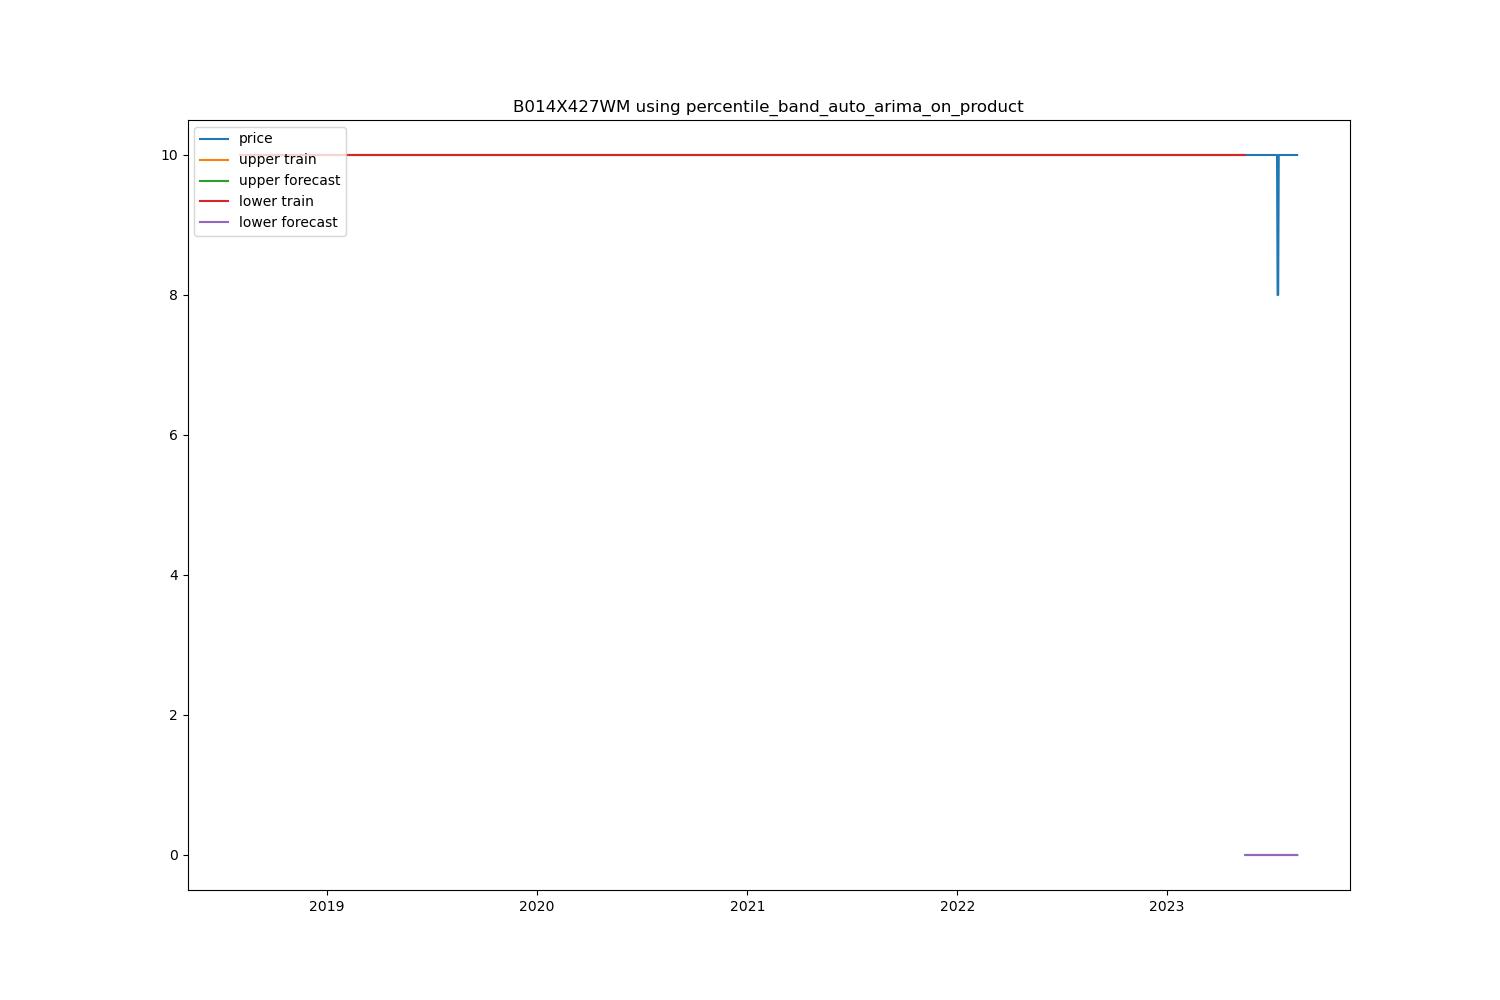 B014X427WM using percentile_band_auto_arima_on_product
price
upper train
upper forecast
lower train
lower forecast
10
8
6
4
2
0
2019 2020 2021 2022 2023